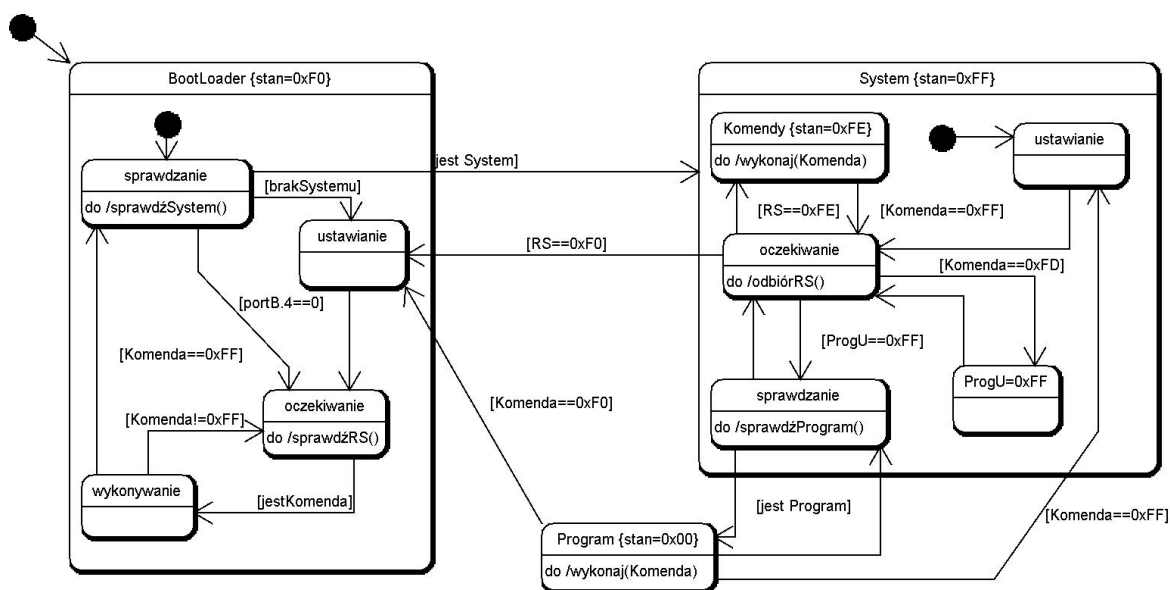 BootLoader {stan=0xF0}
sprawdzanie
do /sprawdźSystem()
[brakSystemu]
ustawianie
[portB.4==0]
[Komenda==0xFF]
oczekiwanie
do /sprawdźRS()
[Komenda!=0xFF]
wykonywanie
[jestKomenda]
[jest System]
[RS==0xF0]
[Komenda==0xF0]
System {stan=0xFF}
Komendy {stan=0xFE}
do /wykonaj(Komenda)
ustawianie
[RS==0xFE]
[Komenda==0xFF]
oczekiwanie
do /odbiórRS()
[Komenda==0xFD]
[ProgU==0xFF]
ProgU=0xFF
sprawdzanie
do /sprawdźProgram()
[jest Program]
[Komenda==0xFF]
Program {stan=0x00}
do /wykonaj(Komenda)